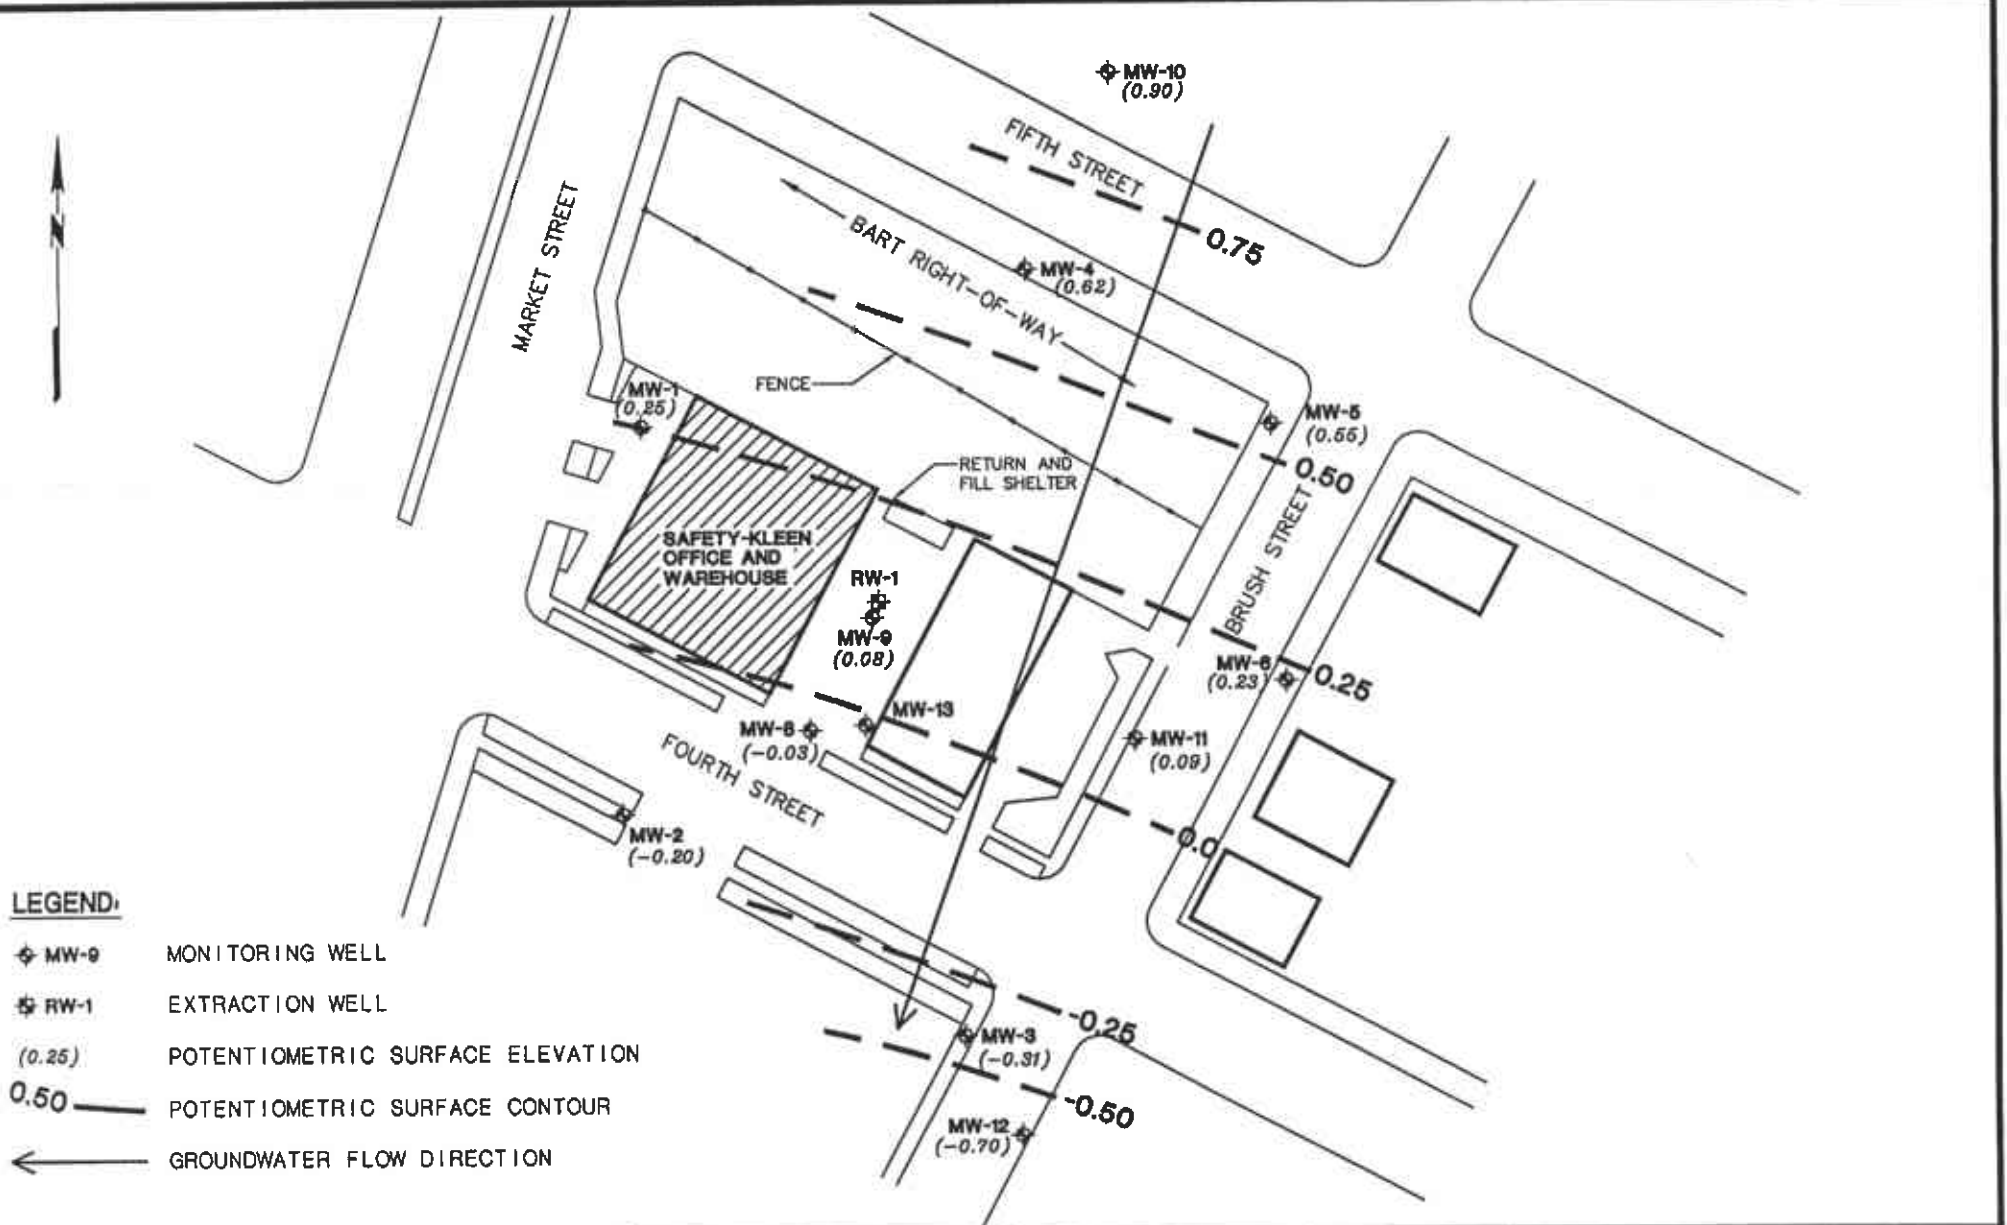 MW-10
(0.90)
FIFTH STREET
0.75
BART RIGHT-OF-WAY
MW-4
(0.62)
N
MARKET STREET
FENCE
MW-1
(0.25)
MW-5
(0.55)
0.50
RETURN AND
FILL SHELTER
SAFETY-KLEEN
OFFICE AND
WAREHOUSE
BRUSH STREET
RW-1
MW-9
(0.08)
MW-6
(0.23)
0.25
MW-13
MW-8
(-0.03)
MW-11
(0.09)
FOURTH STREET
0.0
MW-2
(-0.20)
-0.25
MW-3
(-0.31)
-0.50
MW-12
(-0.70)
LEGEND:
MW-9 MONITORING WELL
RW-1 EXTRACTION WELL
(0.25) POTENTIOMETRIC SURFACE ELEVATION
0.50 POTENTIOMETRIC SURFACE CONTOUR
GROUNDWATER FLOW DIRECTION